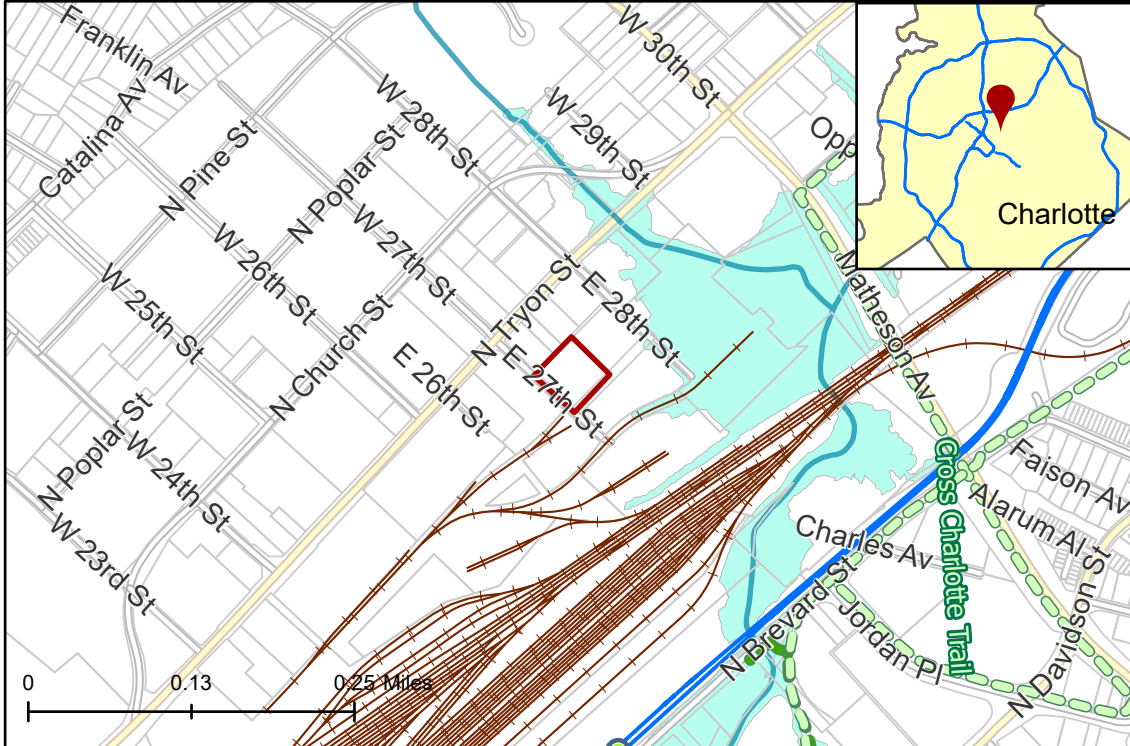 Franklin Av
W 30th St
Catalina Av
W 28th St
W 29th St
Opp
N Pine St
N Poplar St
Charlotte
W 27th St
W 26th St
W 25th St
N Church St
N Tryon St
E 28th St
Matheson Av
E 27th St
E 26th St
N Poplar St
W 24th St
W 23rd St
Cross Charlotte Trail
Faison Av
Alarum Al
Charles Av
N Brevard St
Jordan Pl
N Davidson St
0 0.13 0.25 Miles